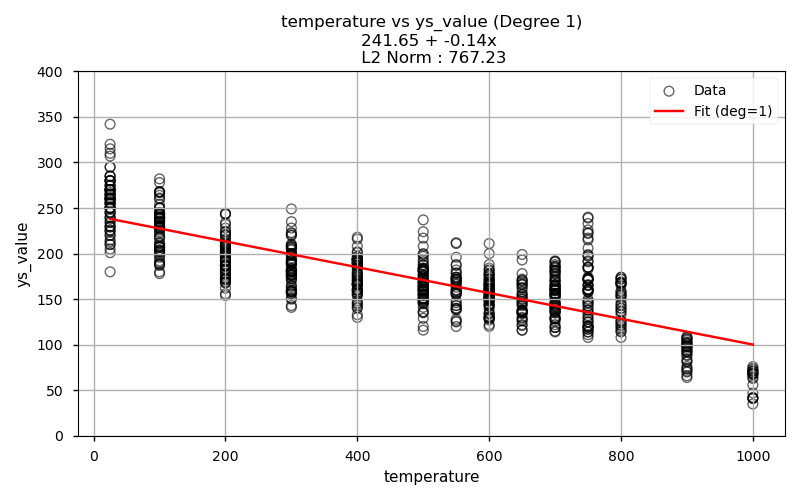 temperature vs ys_value (Degree 1)
241.65 + -0.14x
L2 Norm : 767.23
400
350
300
250
200
150
100
50
0
ys_value
Data
Fit (deg=1)
0
200
400
600
800
1000
temperature